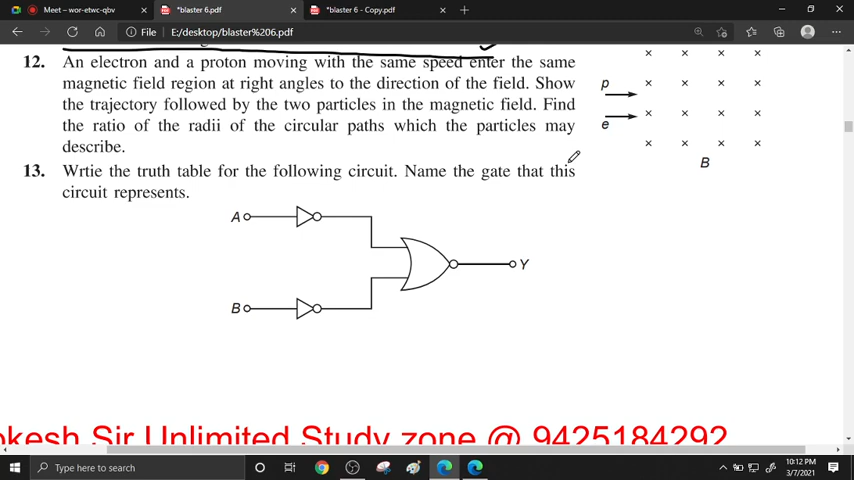 Meet – wor-etwc-qbv
*blaster 6.pdf
*blaster 6 - Copy.pdf
File
E:/desktop/blaster%206.pdf
12. An electron and a proton moving with the same speed enter the same
magnetic field region at right angles to the direction of the field. Show
the trajectory followed by the two particles in the magnetic field. Find
the ratio of the radii of the circular paths which the particles may
describe.
p
e
B
13. Wrtie the truth table for the following circuit. Name the gate that this
circuit represents.
A
B
Y
okesh Sir Unlimited Study zone @ 9425184292
Type here to search
10:12 PM
3/7/2021